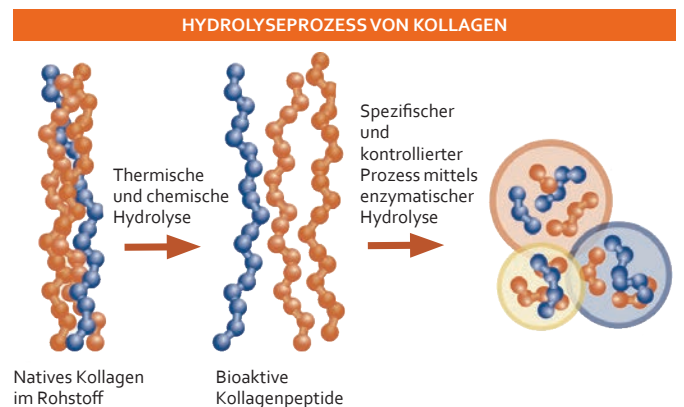 HYDROLYSEPROZESS VON KOLLAGEN
Thermische
und chemische
Hydrolyse
Spezifischer
und
kontrollierter
Prozess mittels
enzymatischer
Hydrolyse
Natives Kollagen
im Rohstoff
Bioaktive
Kollagenpeptide